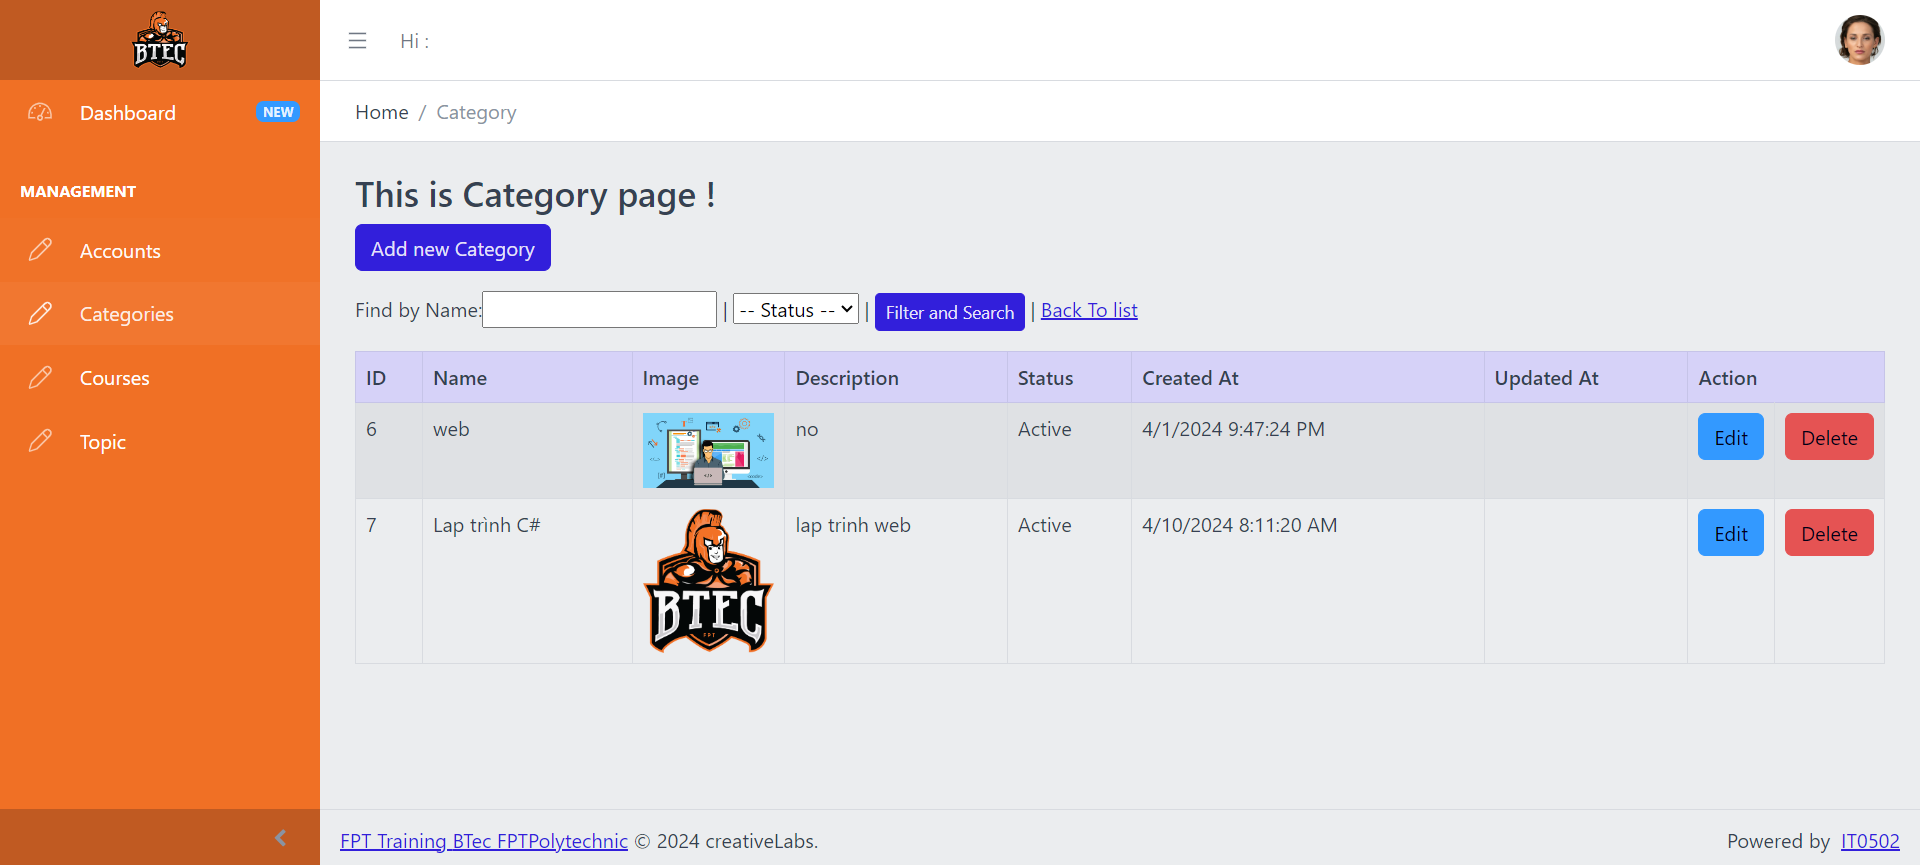 BTEC
Hi :
Dashboard NEW
Home / Category
MANAGEMENT
Accounts
Categories
Courses
Topic
This is Category page !
Add new Category
Find by Name: | -- Status -- | Filter and Search | Back To list
ID Name Image Description Status Created At Updated At Action
6 web no Active 4/1/2024 9:47:24 PM Edit Delete
7 Lap trình C# lap trinh web Active 4/10/2024 8:11:20 AM Edit Delete
BTEC
FPT
FPT Training BTec FPTPolytechnic © 2024 creativeLabs.
Powered by IT0502